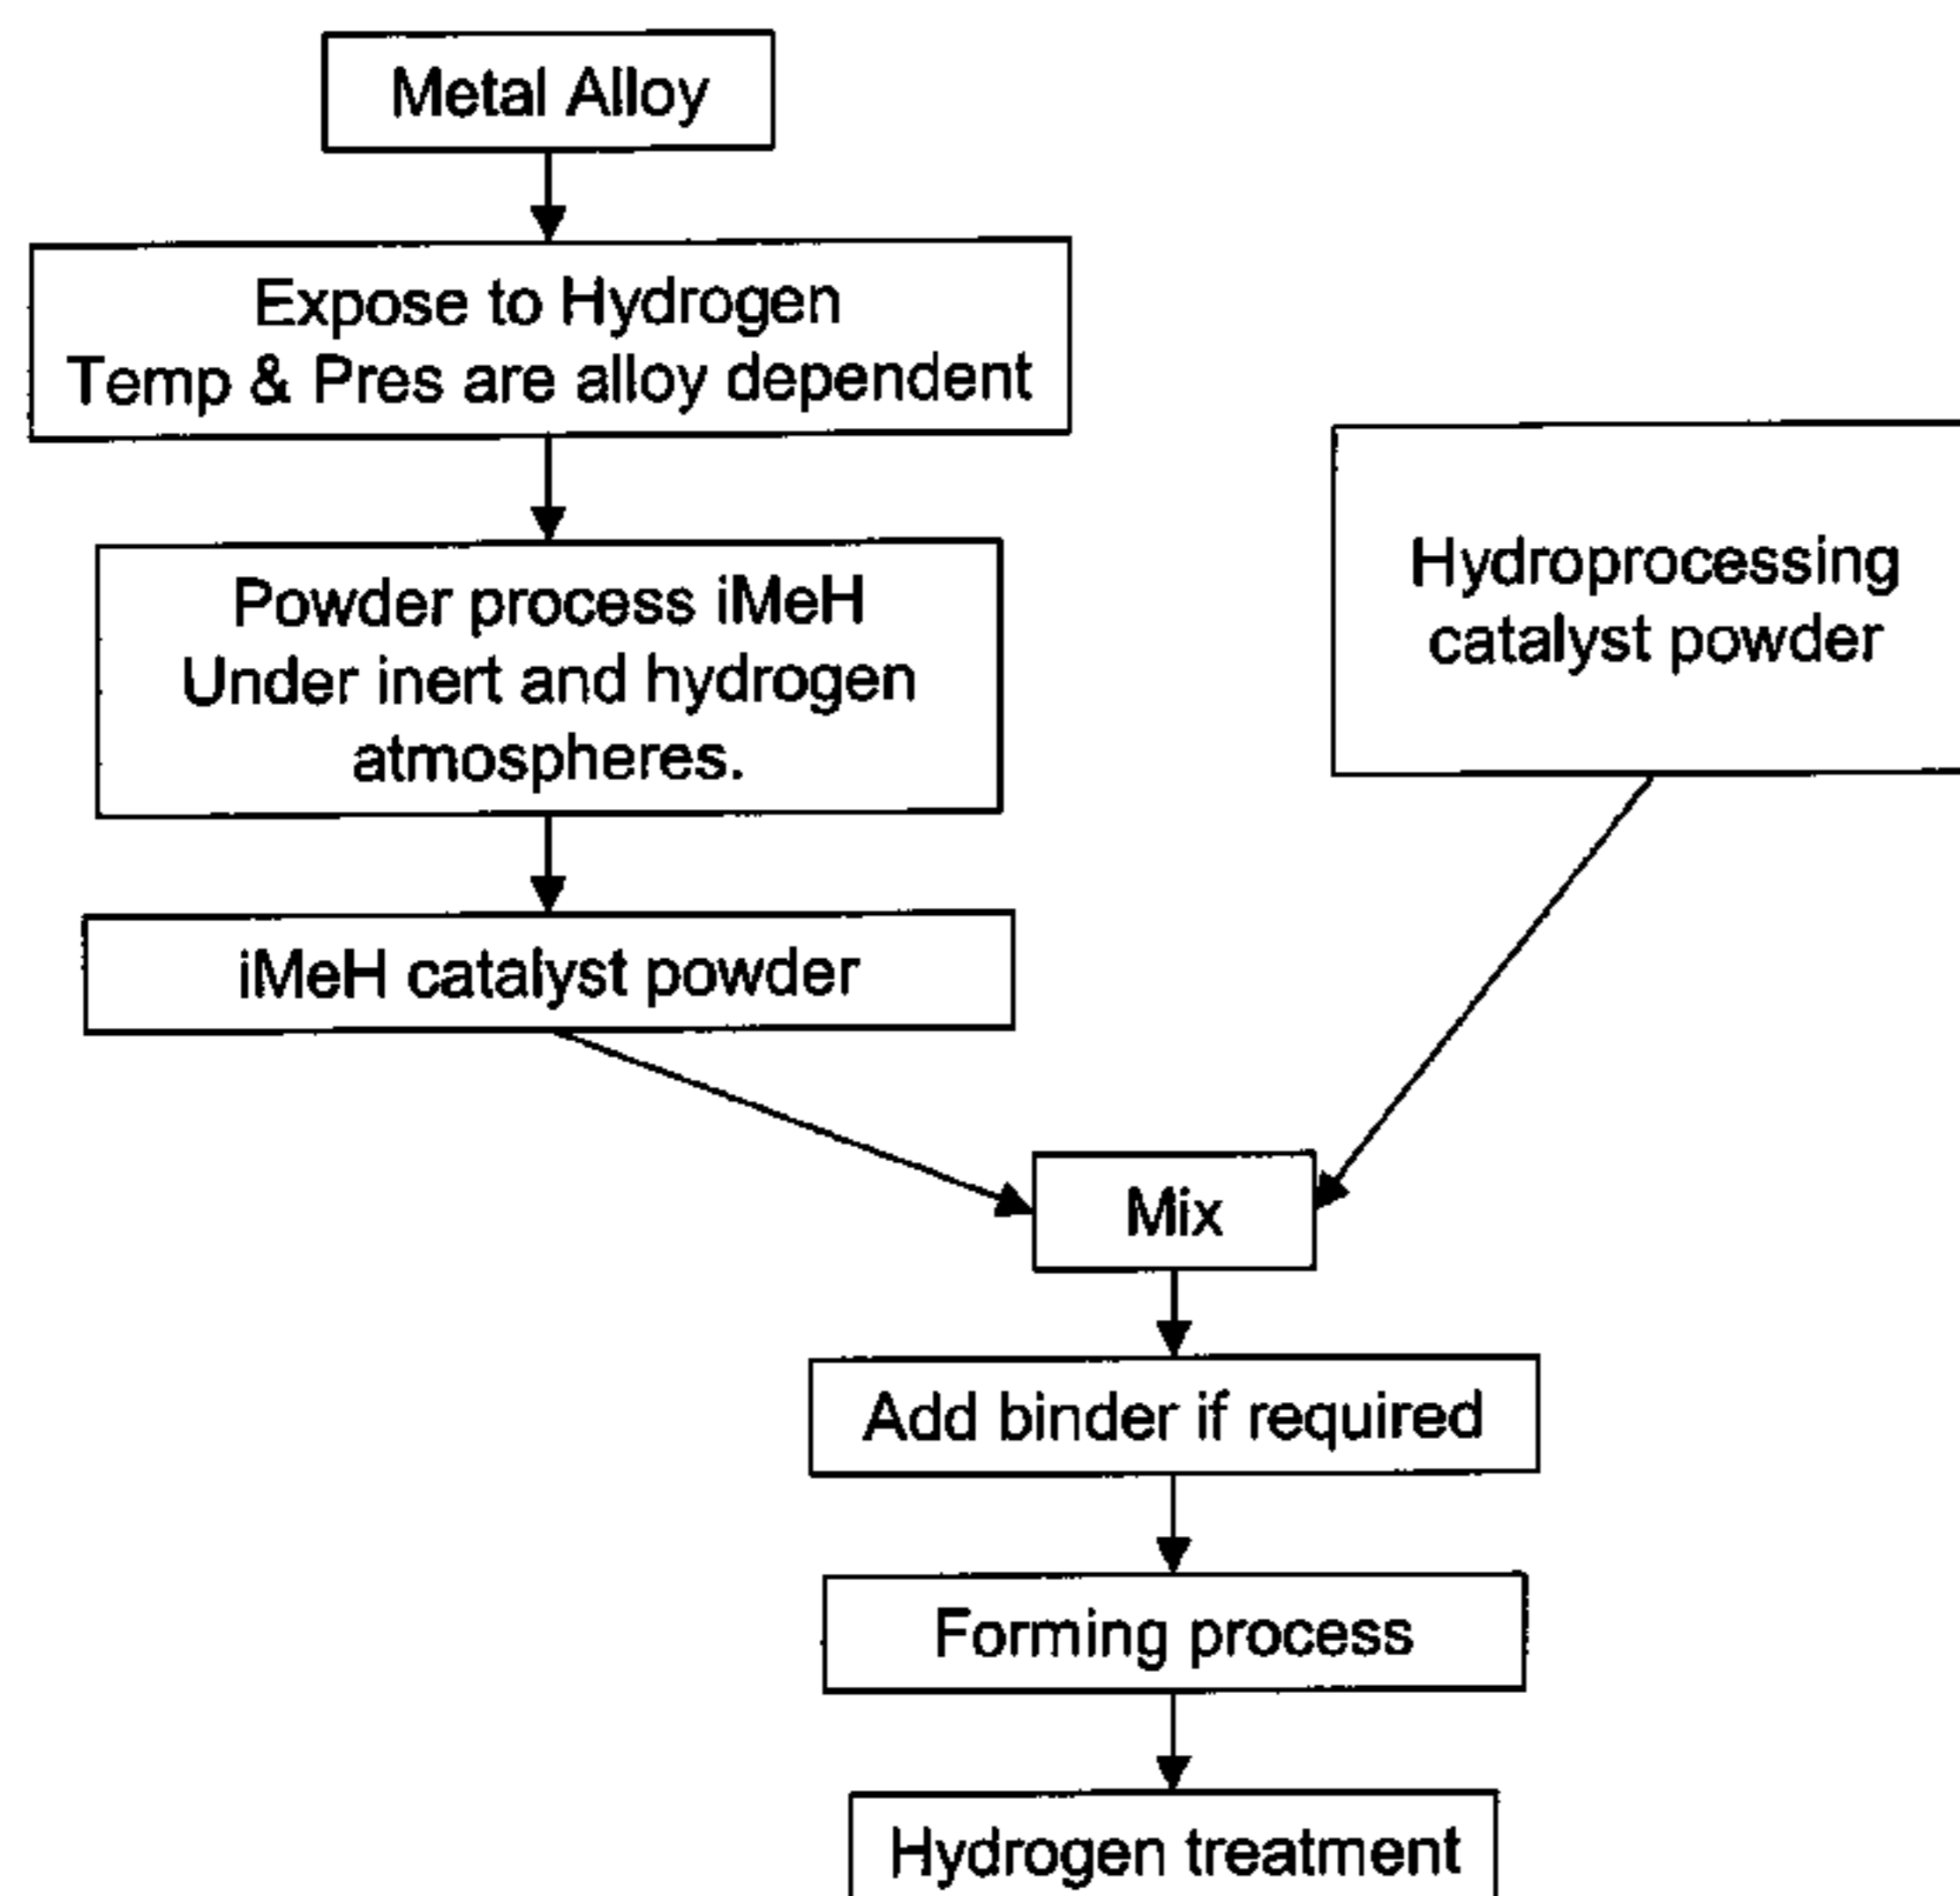 Metal Alloy
Expose to Hydrogen
Temp & Pres are alloy dependent
Powder process iMeH
Under inert and hydrogen
atmospheres.
iMeH catalyst powder
Hydroprocessing
catalyst powder
Mix
Add binder if required
Forming process
Hydrogen treatment